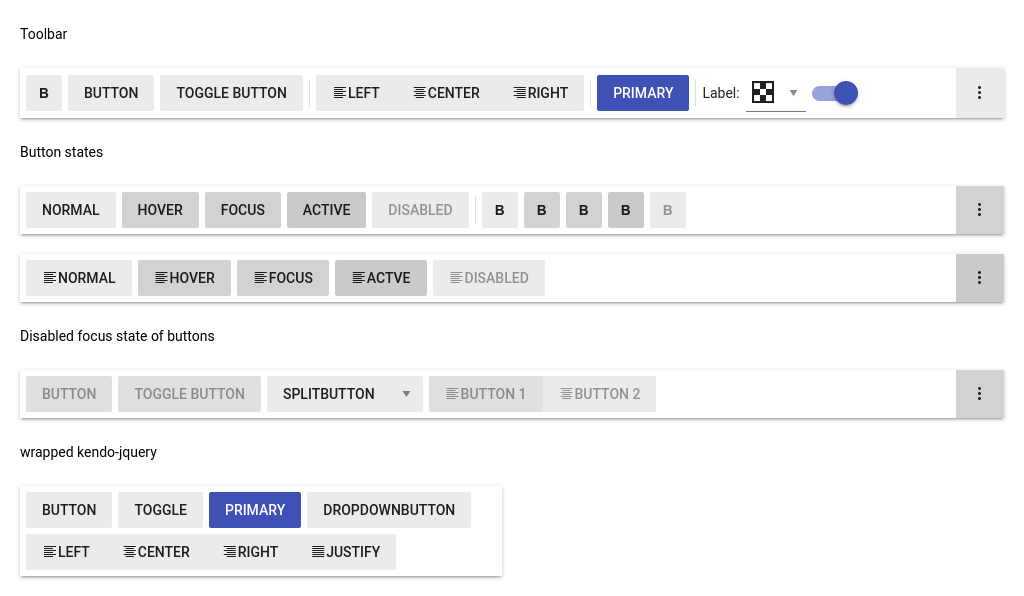 Toolbar
B BUTTON TOGGLE BUTTON LEFT CENTER RIGHT PRIMARY Label:
Button states
NORMAL HOVER FOCUS ACTIVE DISABLED B B B B B
NORMAL HOVER FOCUS ACTVE DISABLED
Disabled focus state of buttons
BUTTON TOGGLE BUTTON SPLITBUTTON BUTTON 1 BUTTON 2
wrapped kendo-jquery
BUTTON TOGGLE PRIMARY DROPDOWNBUTTON
LEFT CENTER RIGHT JUSTIFY